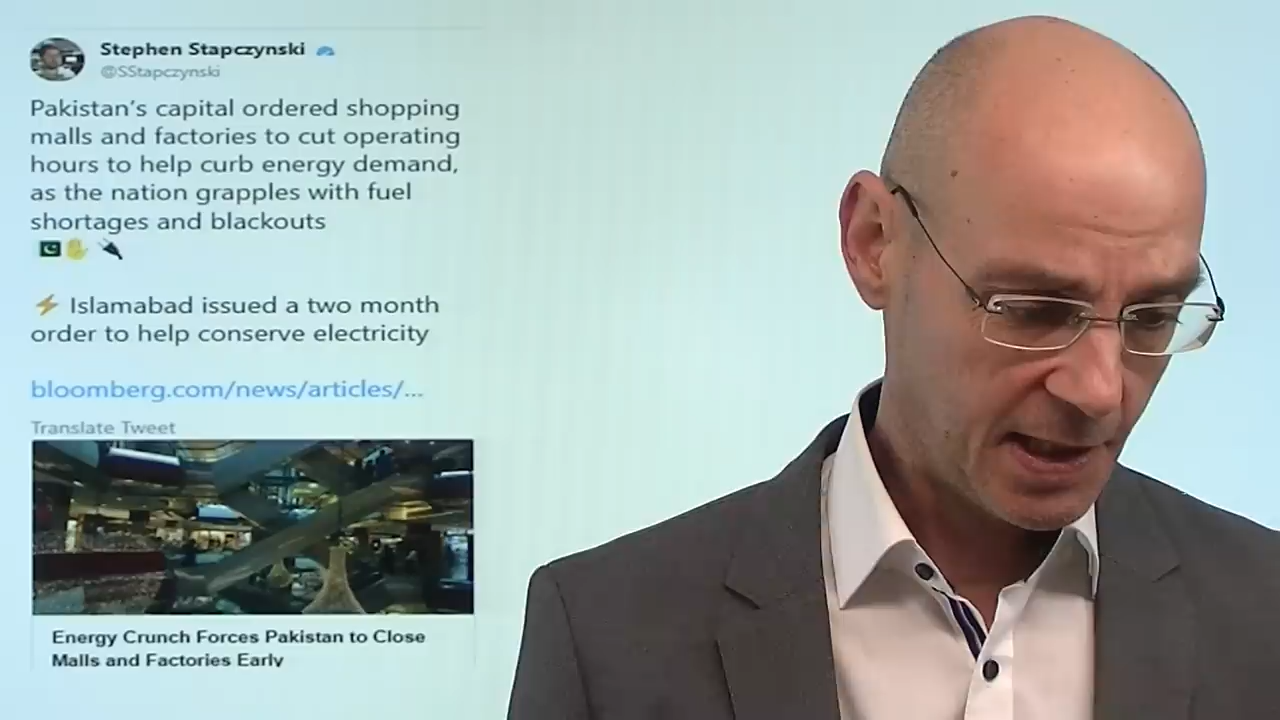 Stephen Stapczynski
@SStapczynski
Pakistan's capital ordered shopping
malls and factories to cut operating
hours to help curb energy demand,
as the nation grapples with fuel
shortages and blackouts
🇵🇰✋🔌
⚡ Islamabad issued a two month
order to help conserve electricity
bloomberg.com/news/articles/...
Translate Tweet
Energy Crunch Forces Pakistan to Close
Malls and Factories Early